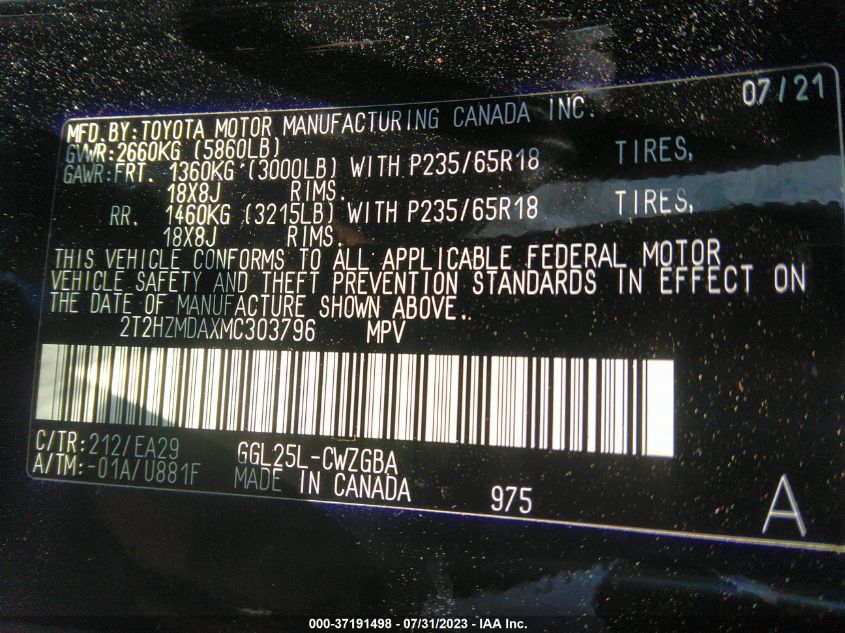 07/21
MFD.BY:TOYOTA MOTOR MANUFACTURING CANADA INC.
GVWR:2660KG (5860LB)
GAWR:FRT. 1360KG (3000LB) WITH P235/65R18 TIRES,
18X8J RIMS.
RR. 1460KG (3215LB) WITH P235/65R18 TIRES,
18X8J RIMS.
THIS VEHICLE CONFORMS TO ALL APPLICABLE FEDERAL MOTOR
VEHICLE SAFETY AND THEFT PREVENTION STANDARDS IN EFFECT ON
THE DATE OF MANUFACTURE SHOWN ABOVE.
2T2HZMDAXMC303796 MPV
C/TR:212/EA29 GGL25L-CWZGBA
A/TM:-01A/U881F MADE IN CANADA 975 A
000-37191498 - 07/31/2023 - IAA Inc.